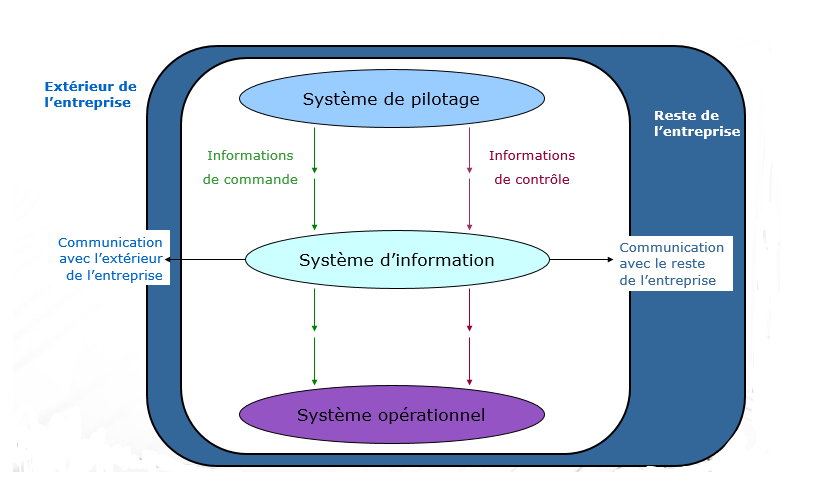 Système de pilotage
Extérieur de
l’entreprise
Reste de
l’entreprise
Informations
de commande
Informations
de contrôle
Communication
avec l’extérieur
de l’entreprise
Système d’information
Communication
avec le reste
de l’entreprise
Système opérationnel